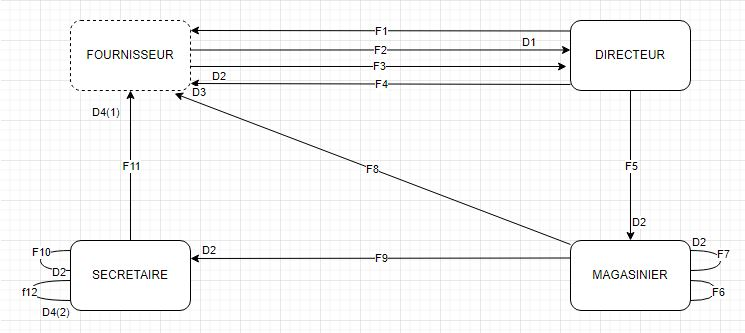 F1
FOURNISSEUR
F2
D1
DIRECTEUR
F3
D2
F4
D3
D4(1)
F11
F8
F5
D2
F10
D2
SECRETAIRE
f12
D4(2)
D2
F9
MAGASINIER
D2
F7
F6